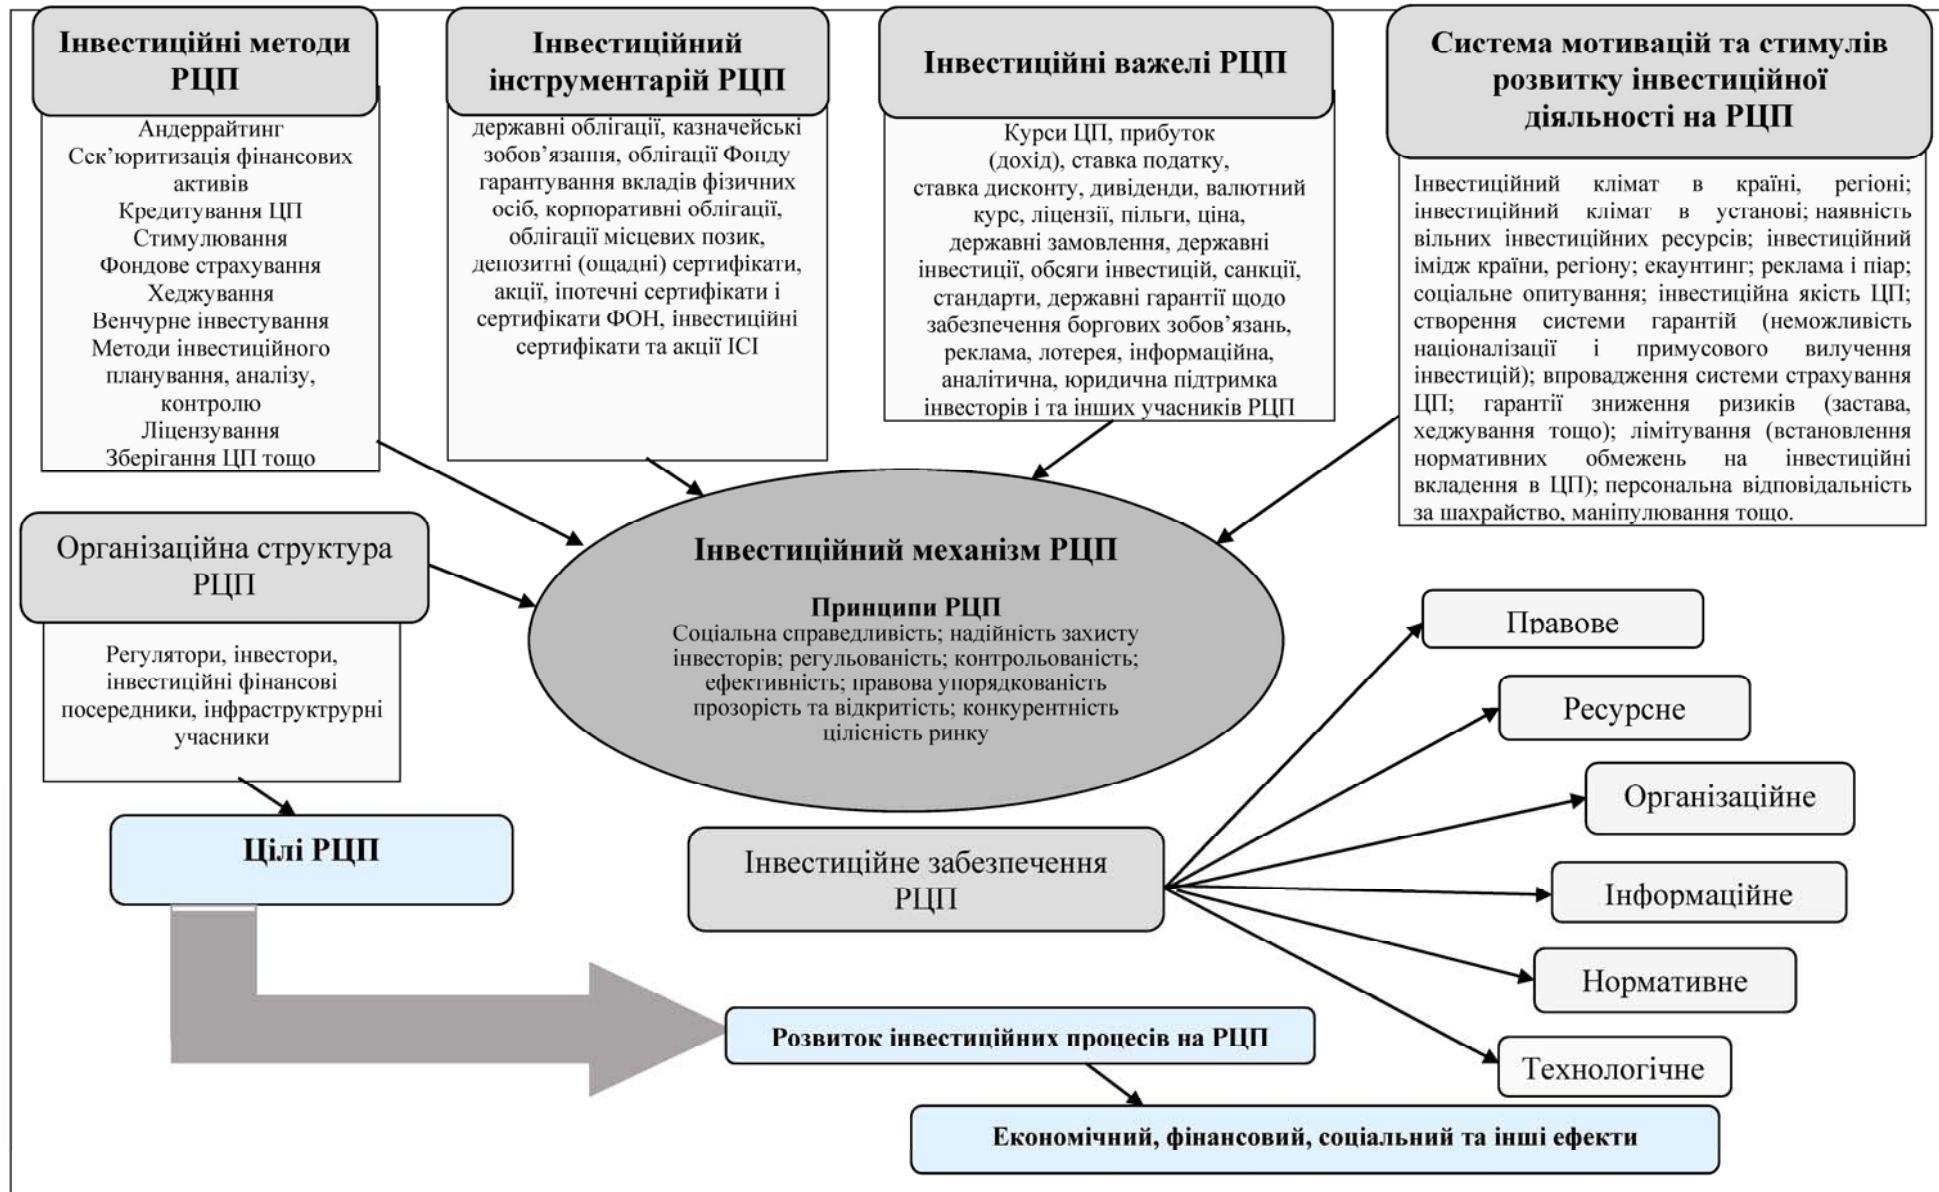 Інвестиційні методи
РЦП
Андеррайтинг
Сек’юритизація фінансових
активів
Кредитування ЦП
Стимулювання
Фондове страхування
Хеджування
Венчурне інвестування
Методи інвестиційного
планування, аналізу,
контролю
Ліцензування
Зберігання ЦП тощо
Інвестиційний
інструментарій РЦП
державні облігації, казначейські
зобов’язання, облігації Фонду
гарантування вкладів фізичних
осіб, корпоративні облігації,
облігації місцевих позик,
депозитні (ощадні) сертифікати,
акції, іпотечні сертифікати і
сертифікати ФОН, інвестиційні
сертифікати та акції ІСІ
Інвестиційні важелі РЦП
Курси ЦП, прибуток
(дохід), ставка податку,
ставка дисконту, дивіденди, валютний
курс, ліцензії, пільги, ціна,
державні замовлення, державні
інвестиції, обсяги інвестицій, санкції,
стандарти, державні гарантії щодо
забезпечення боргових зобов’язань,
реклама, лотерея, інформаційна,
аналітична, юридична підтримка
інвесторів і та інших учасників РЦП
Система мотивацій та стимулів
розвитку інвестиційної
діяльності на РЦП
Інвестиційний клімат в країні, регіоні;
інвестиційний клімат в установі; наявність
вільних інвестиційних ресурсів; інвестиційний
імідж країни, регіону; екаунтинг; реклама і піар;
соціальне опитування; інвестиційна якість ЦП;
створення системи гарантій (неможливість
націоналізації і примусового вилучення
інвестицій); впровадження системи страхування
ЦП; гарантії зниження ризиків (застава,
хеджування тощо); лімітування (встановлення
нормативних обмежень на інвестиційні
вкладення в ЦП); персональна відповідальність
за шахрайство, маніпулювання тощо.
Організаційна структура
РЦП
Регулятори, інвестори,
інвестиційні фінансові
посередники, інфраструктрурні
учасники
Інвестиційний механізм РЦП
Принципи РЦП
Соціальна справедливість; надійність захисту
інвесторів; регульованість; контрольованість;
ефективність; правова упорядкованість
прозорість та відкритість; конкурентність
цілісність ринку
Цілі РЦП
Інвестиційне забезпечення
РЦП
Правове
Ресурсне
Організаційне
Інформаційне
Нормативне
Технологічне
Розвиток інвестиційних процесів на РЦП
Економічний, фінансовий, соціальний та інші ефекти